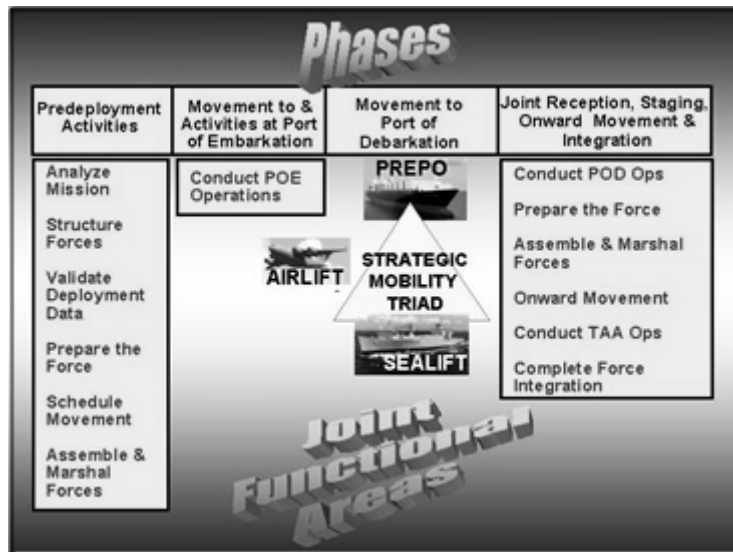 Phases
Predeployment
Activities
Movement to &
Activities at Port
of Embarkation
Movement to
Port of
Debarkation
Joint Reception, Staging,
Onward Movement &
Integration
Analyze
Mission
Structure
Forces
Validate
Deployment
Data
Prepare the
Force
Schedule
Movement
Assemble &
Marshal
Forces
Conduct POE
Operations
PREPO
AIRLIFT
STRATEGIC
MOBILITY
TRIAD
SEALIFT
Conduct POD Ops
Prepare the Force
Assemble & Marshal
Forces
Onward Movement
Conduct TAA Ops
Complete Force
Integration
Joint
Functional
Areas